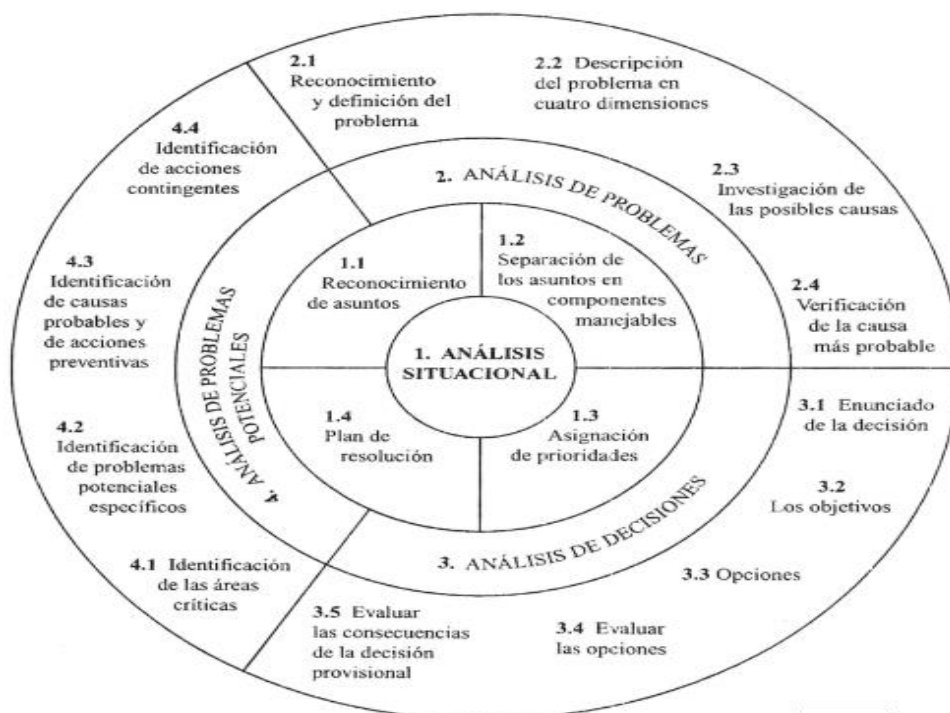 1. ANÁLISIS
SITUACIONAL
1.1
Reconocimiento
de asuntos
1.2
Separación de
los asuntos en
componentes
manejables
1.3
Asignación
de prioridades
1.4
Plan de
resolución
2. ANÁLISIS DE PROBLEMAS
2.1
Reconocimiento
y definición del
problema
2.2 Descripción
del problema en
cuatro dimensiones
2.3
Investigación de
las posibles causas
2.4
Verificación
de la causa
más probable
3. ANÁLISIS DE DECISIONES
3.1 Enunciado
de la decisión
3.2
Los objetivos
3.3 Opciones
3.4 Evaluar
las opciones
3.5 Evaluar
las consecuencias
de la decisión
provisional
4. ANÁLISIS DE PROBLEMAS
POTENCIALES
4.1 Identificación
de las áreas
críticas
4.2
Identificación
de problemas
potenciales
específicos
4.3
Identificación
de causas
probables y
de acciones
preventivas
4.4
Identificación
de acciones
contingentes